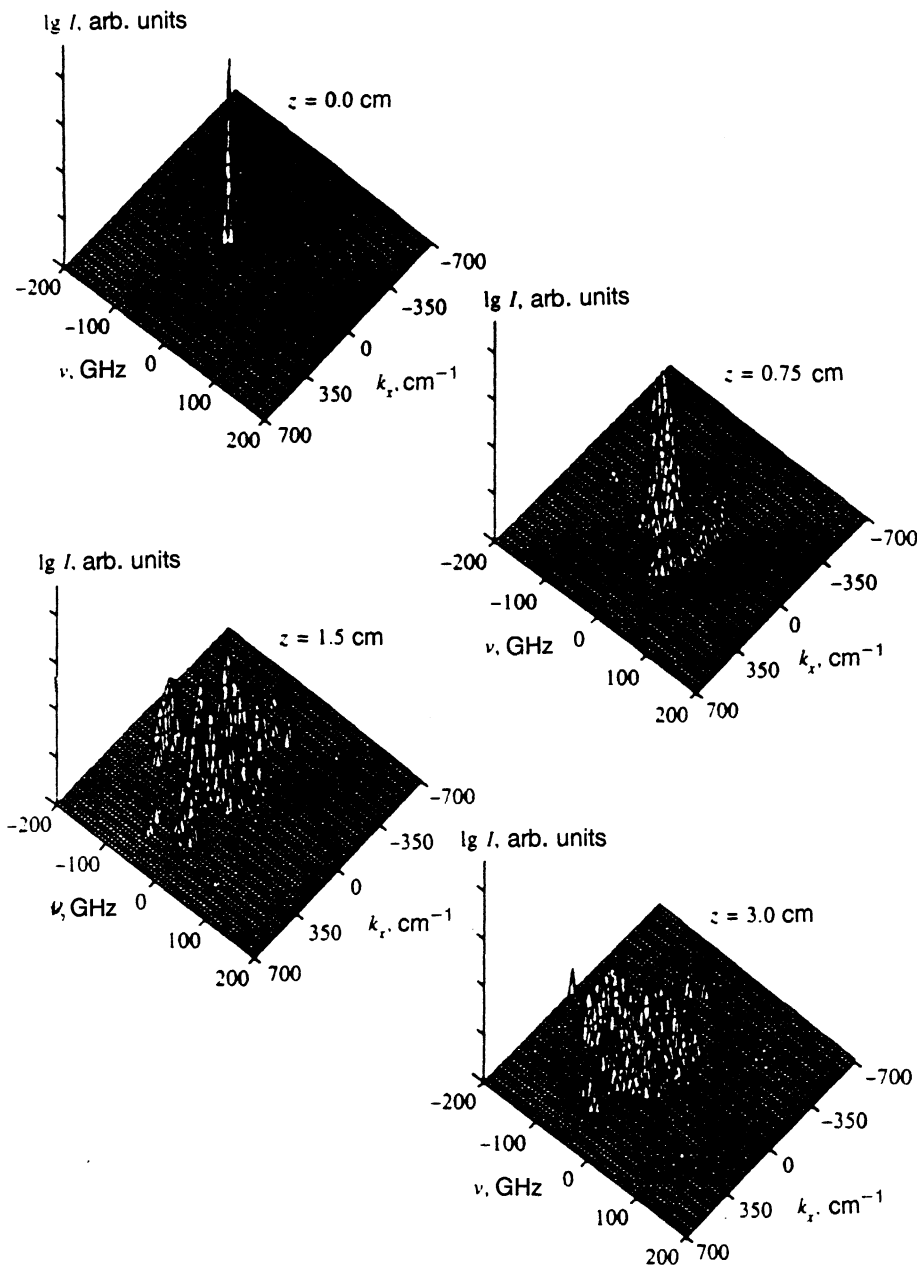 lg I, arb. units
z = 0.0 cm
-200
-100
0
100
200
ν, GHz
-700
-350
0
350
700
k_x, cm⁻¹
lg I, arb. units
z = 0.75 cm
-200
-100
0
100
200
ν, GHz
-700
-350
0
350
700
k_x, cm⁻¹
lg I, arb. units
z = 1.5 cm
-200
-100
0
100
200
ν, GHz
-700
-350
0
350
700
k_x, cm⁻¹
lg I, arb. units
z = 3.0 cm
-200
-100
0
100
200
ν, GHz
-700
-350
0
350
700
k_x, cm⁻¹